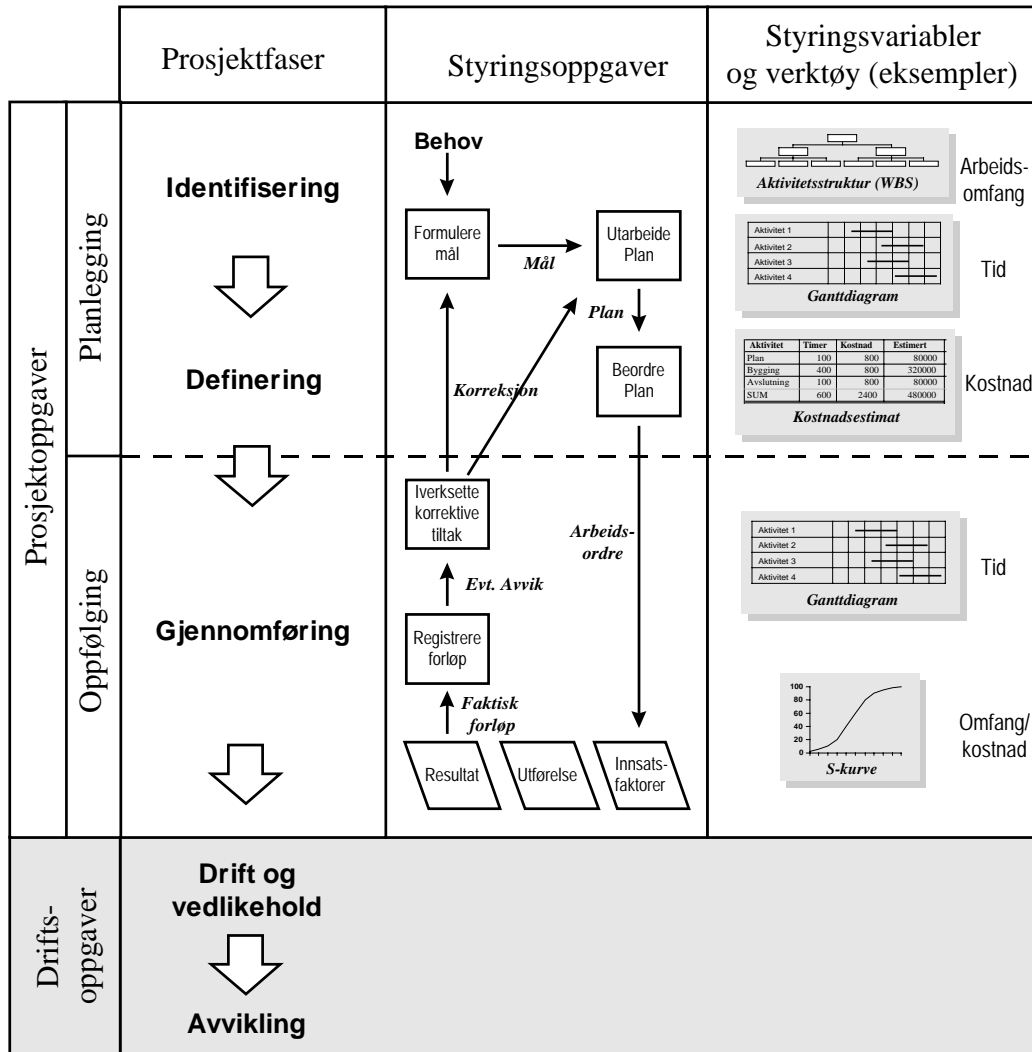 Prosjektfaser
Styringsoppgaver
Styringsvariabler
og verktøy (eksempler)
Prosjektoppgaver
Planlegging
Identifisering
Definering
Behov
Formulere
mål
Mål
Utarbeide
Plan
Plan
Beordre
Plan
Korreksjon
Aktivitetsstruktur (WBS)
Arbeids-
omfang
Aktivitet 1
Aktivitet 2
Aktivitet 3
Aktivitet 4
Ganttdiagram
Tid
Aktivitet Timer Kostnad Estimert
Plan 100 800 80000
Bygging 400 800 320000
Avslutning 100 800 80000
SUM 600 2400 480000
Kostnadsestimat
Kostnad
Oppfølging
Gjennomføring
Iverksette
korrektive
tiltak
Evt. Avvik
Registrere
forløp
Faktisk
forløp
Arbeids-
ordre
Resultat
Utførelse
Innsats-
faktorer
Aktivitet 1
Aktivitet 2
Aktivitet 3
Aktivitet 4
Ganttdiagram
Tid
100
80
60
40
20
0
S-kurve
Omfang/
kostnad
Drifts-
oppgaver
Drift og
vedlikehold
Avvikling